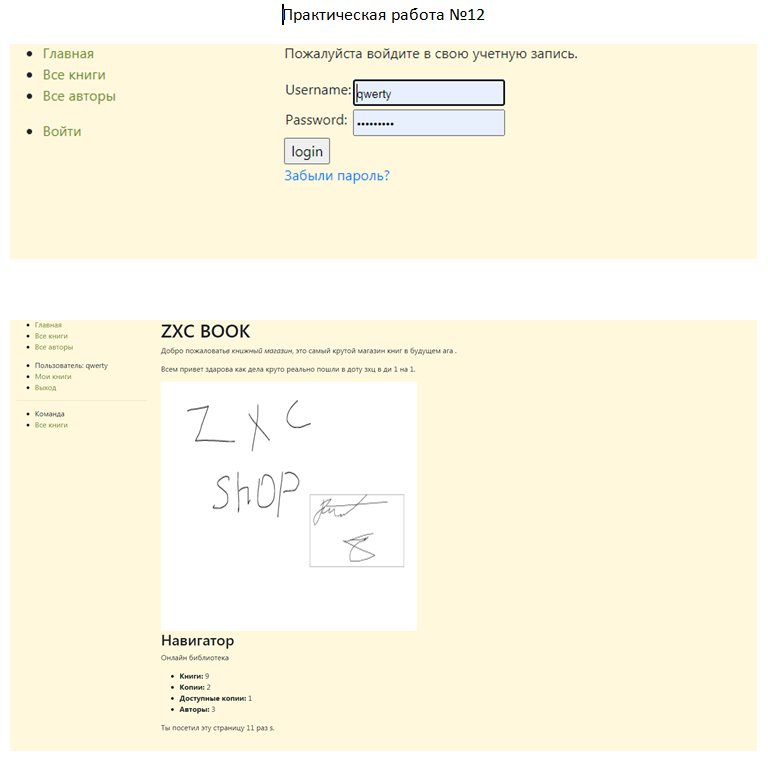 Практическая работа №12
Главная
Все книги
Все авторы
Войти
Пожалуйста войдите в свою учетную запись.
Username: qwerty
Password: •••••••••
login
Забыли пароль?
Главная
Все книги
Все авторы
Пользователь: qwerty
Мои книги
Выход
Команда
Все книги
ZXC BOOK
Добро пожаловатье книжный магазин, это самый крутой магазин книг в будущем ага .
Всем привет здарова как дела круто реально пошли в доту зхц в ди 1 на 1.
ZXC
shop
8
Навигатор
Онлайн библиотека
Книги: 9
Копии: 2
Доступные копии: 1
Авторы: 3
Ты посетил эту страницу 11 раз s.